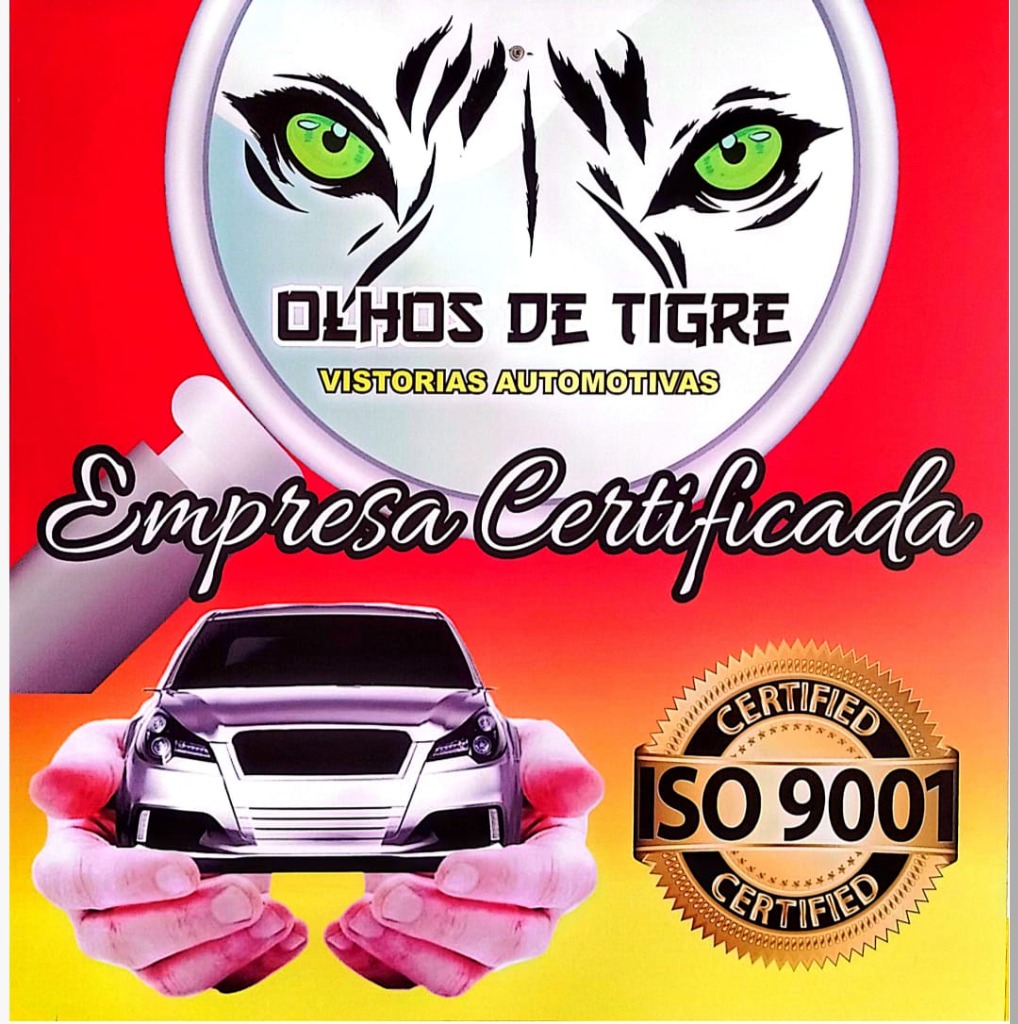 OLHOS DE TIGRE
VISTORIAS AUTOMOTIVAS
Empresa Certificada
CERTIFIED
ISO 9001
CERTIFIED